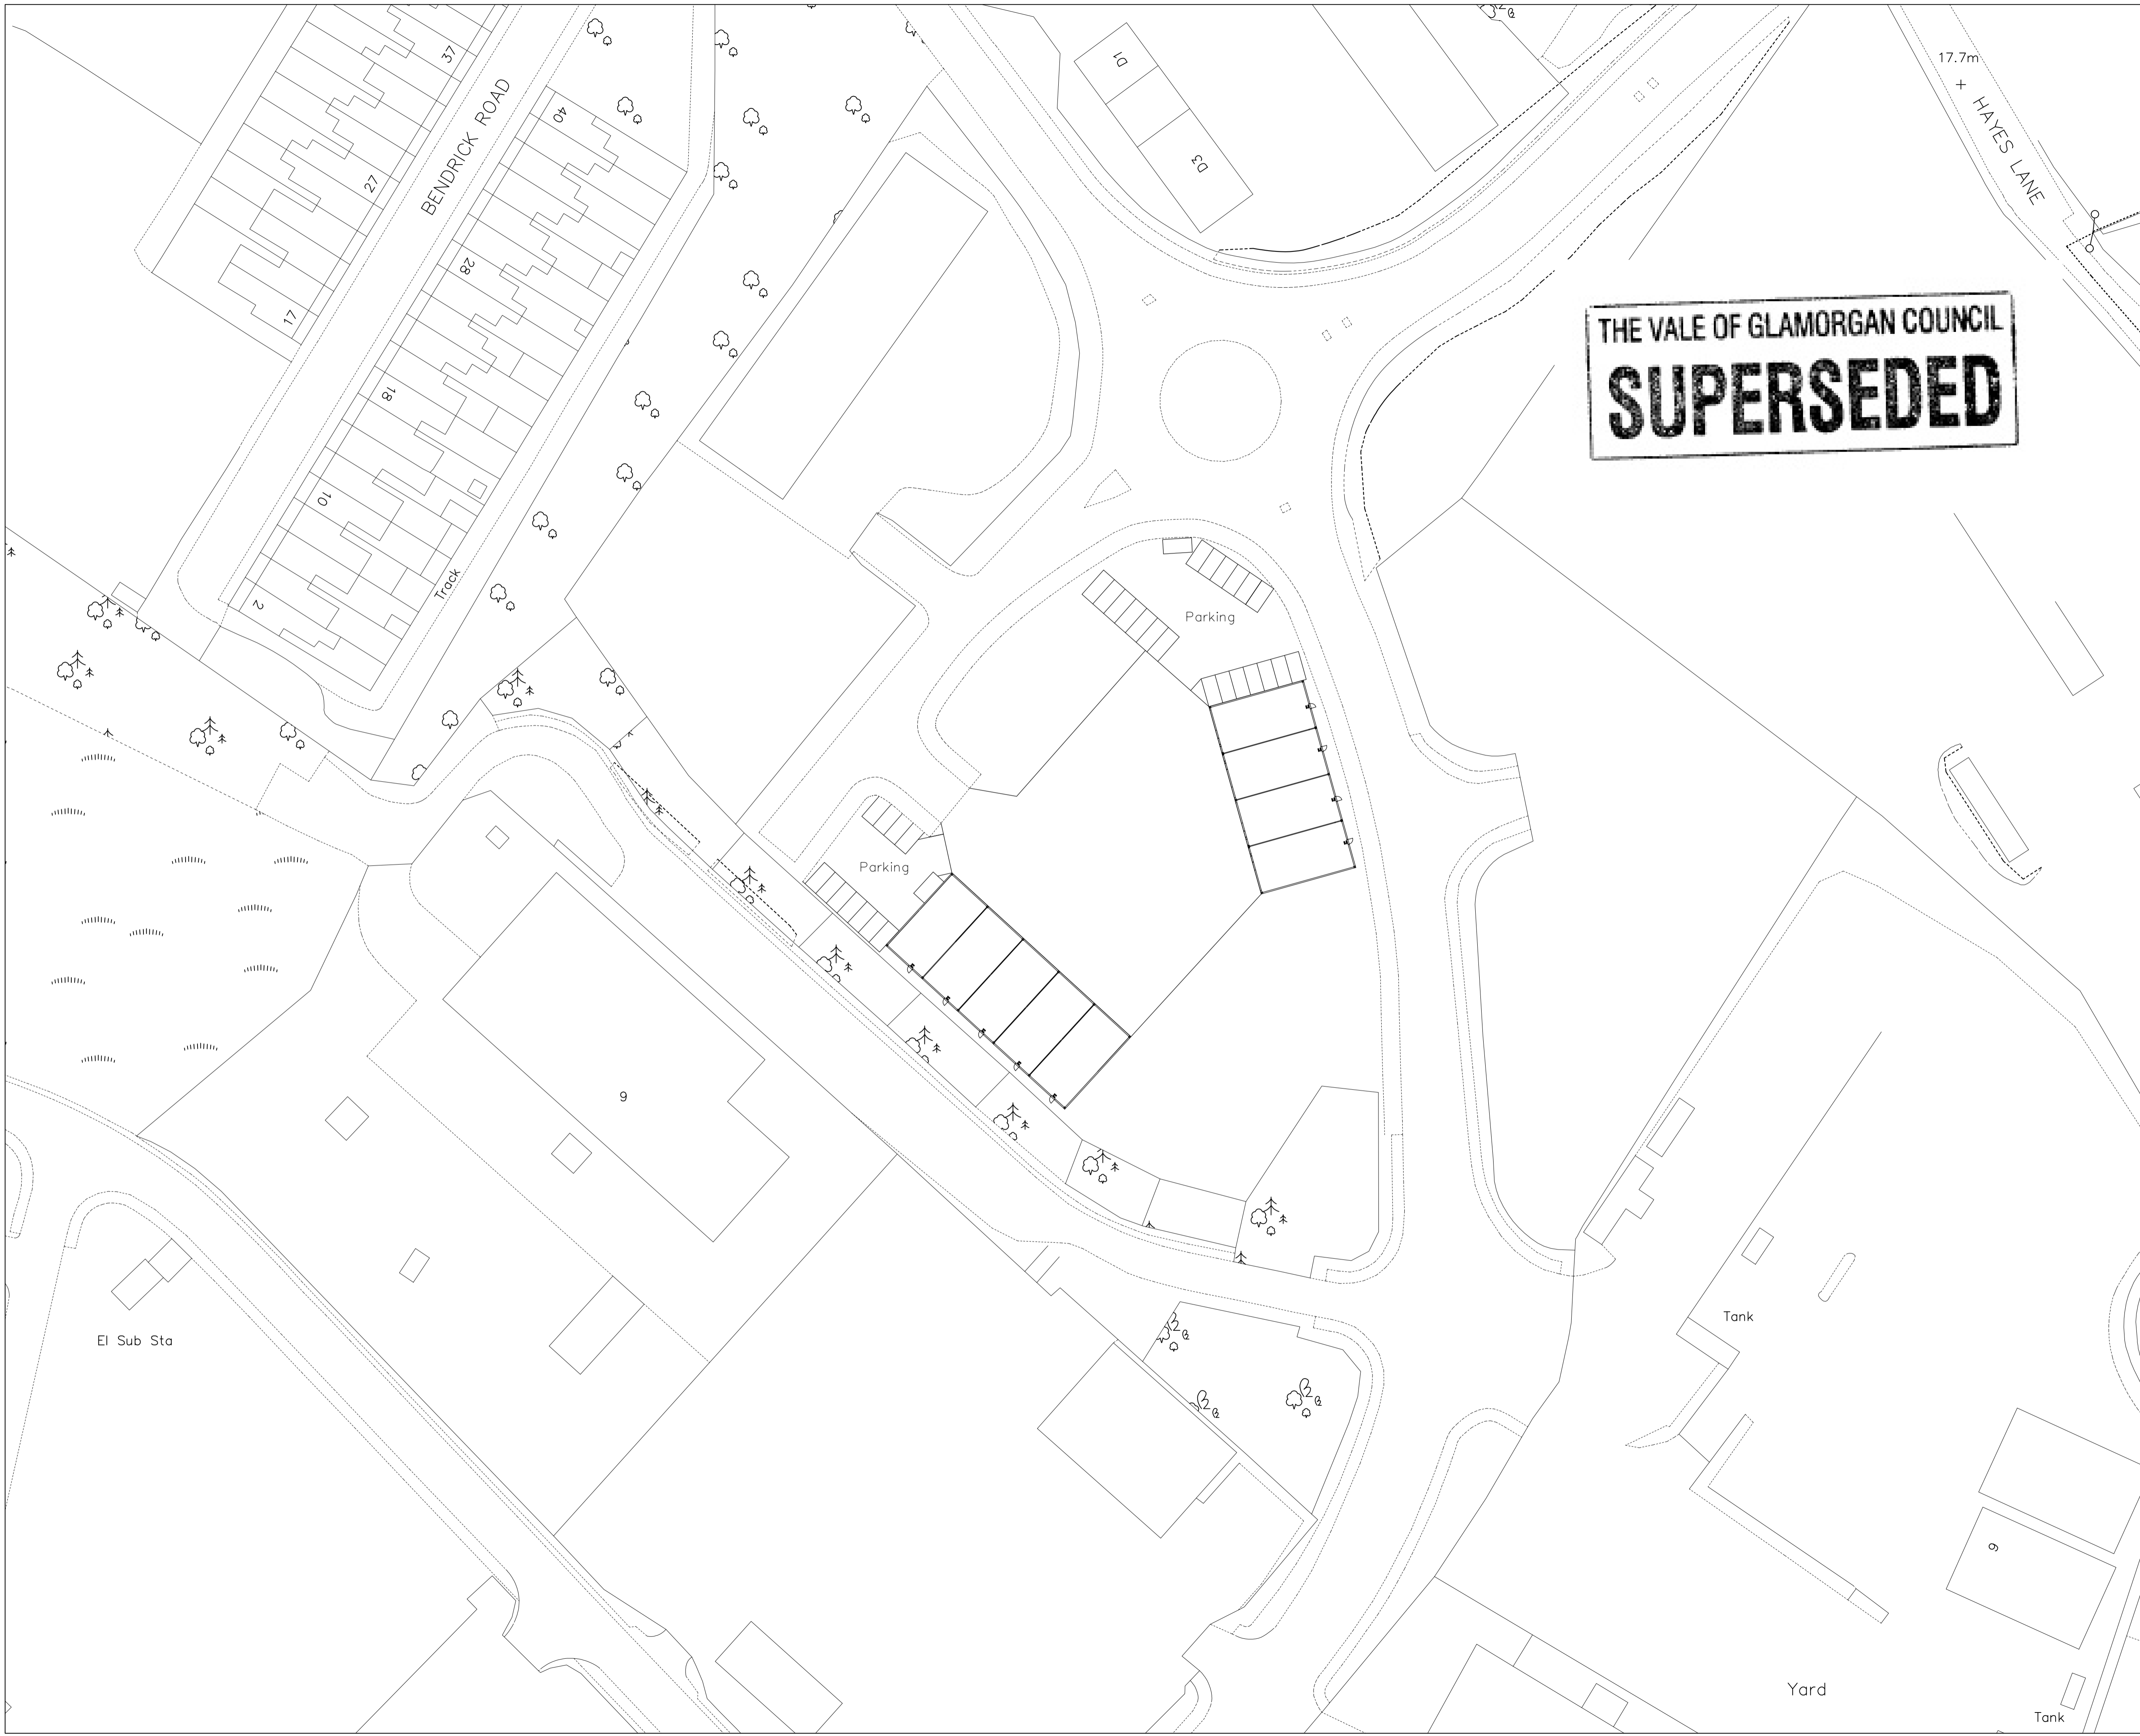 37
BENDRICK ROAD
40
27
28
17
18
10
2
Track
D1
D3
17.7m
HAYES LANE
THE VALE OF GLAMORGAN COUNCIL
SUPERSEDED
Parking
Parking
9
El Sub Sta
Tank
9
Yard
Tank